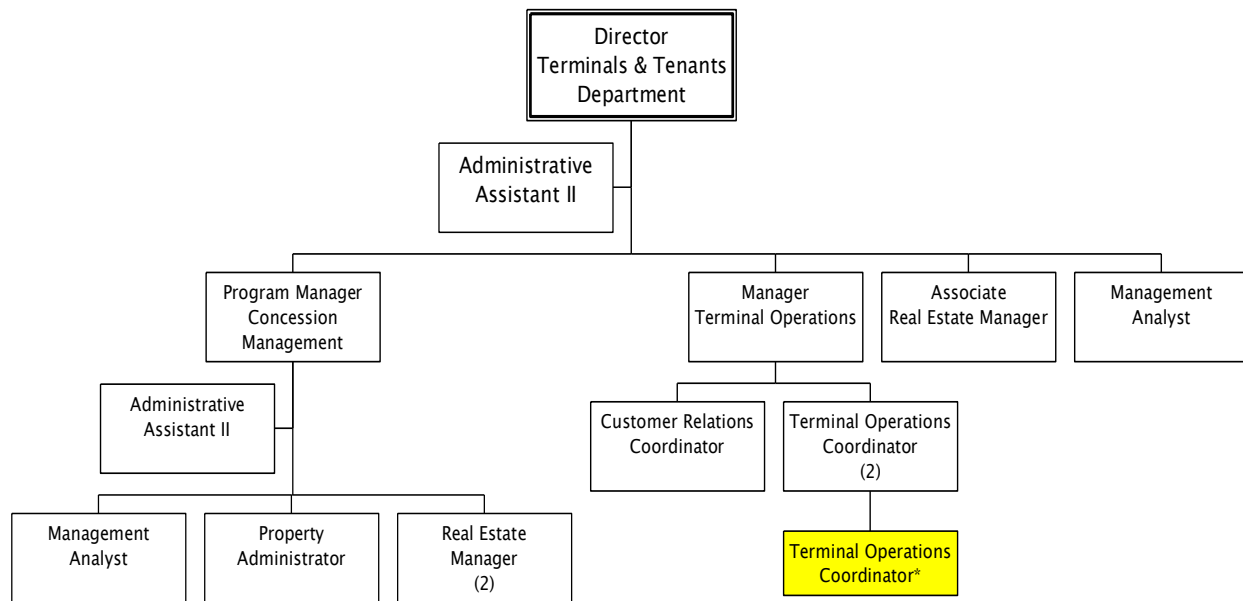 Director
Terminals & Tenants
Department
Administrative
Assistant II
Program Manager
Concession
Management
Manager
Terminal Operations
Associate
Real Estate Manager
Management
Analyst
Administrative
Assistant II
Customer Relations
Coordinator
Terminal Operations
Coordinator
(2)
Management
Analyst
Property
Administrator
Real Estate
Manager
(2)
Terminal Operations
Coordinator*